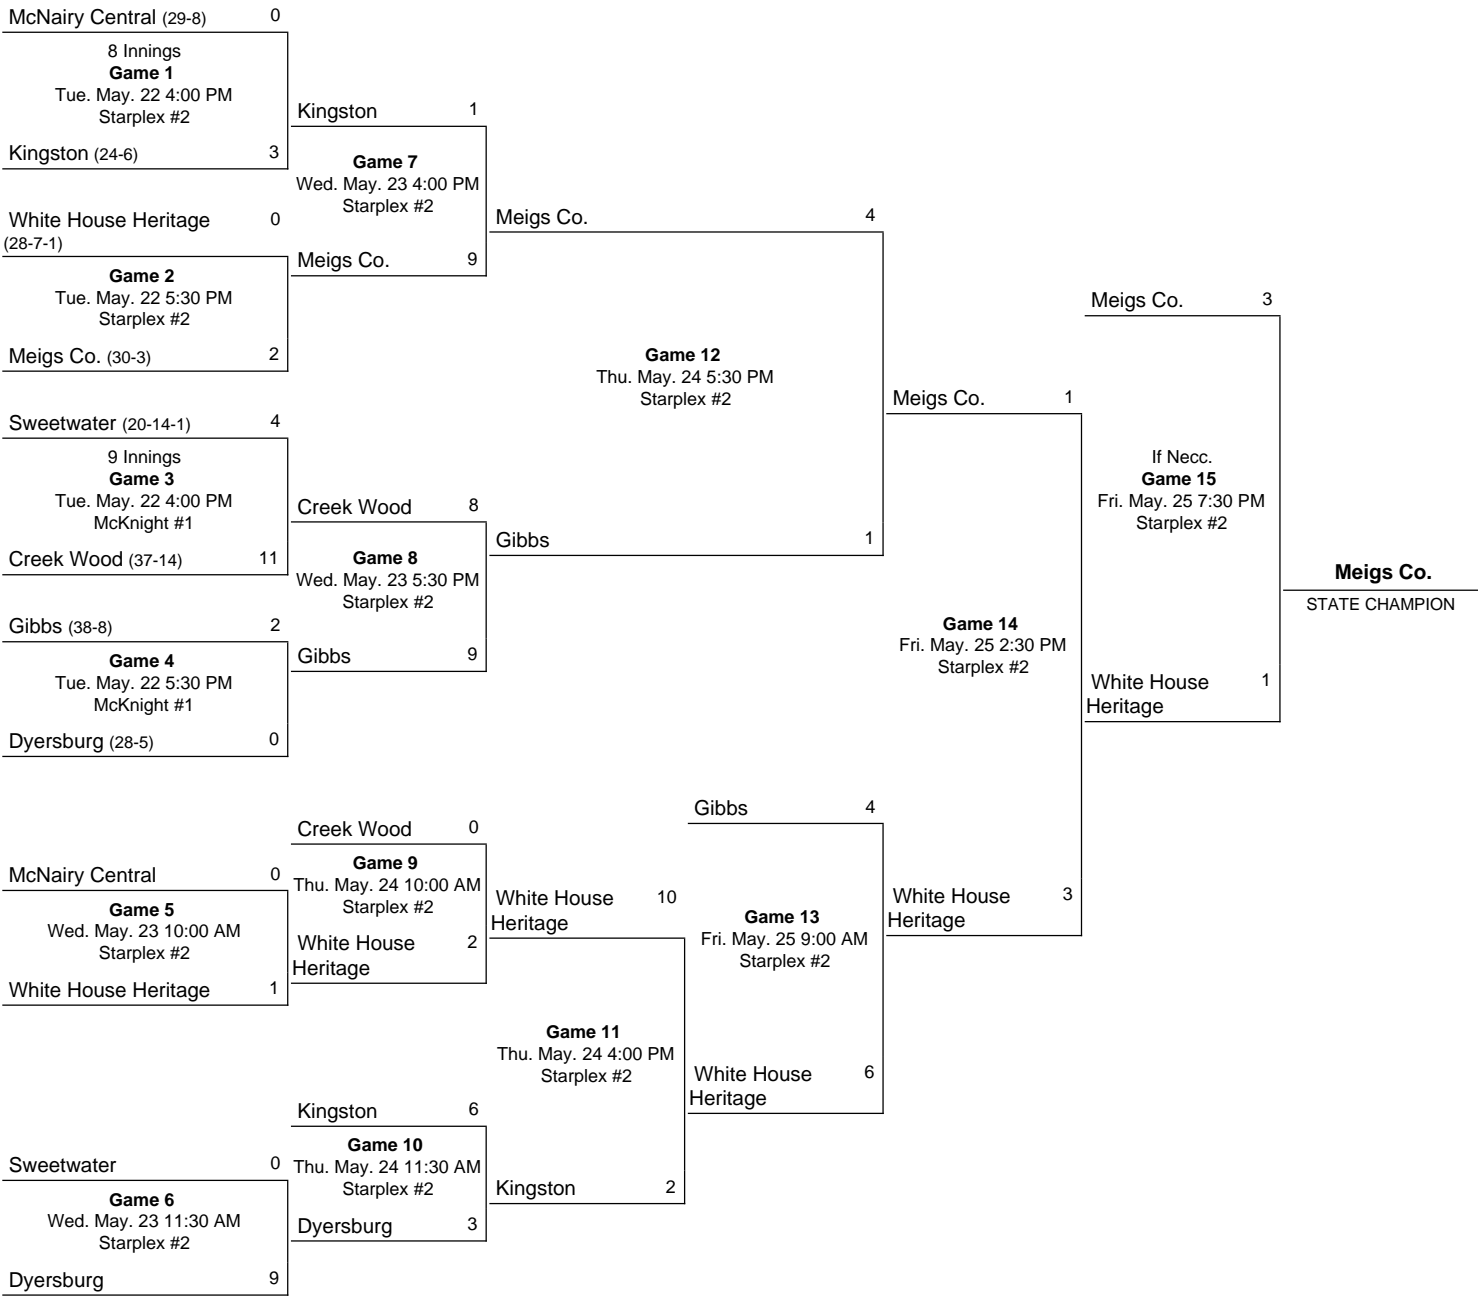 McNairy Central (29-8) 0
8 Innings
Game 1
Tue. May. 22 4:00 PM
Starplex #2
Kingston (24-6) 3
White House Heritage 0
(28-7-1)
Game 2
Tue. May. 22 5:30 PM
Starplex #2
Meigs Co. (30-3) 2
Sweetwater (20-14-1) 4
9 Innings
Game 3
Tue. May. 22 4:00 PM
McKnight #1
Creek Wood (37-14) 11
Gibbs (38-8) 2
Game 4
Tue. May. 22 5:30 PM
McKnight #1
Dyersburg (28-5) 0
McNairy Central 0
Game 5
Wed. May. 23 10:00 AM
Starplex #2
White House Heritage 1
Sweetwater 0
Game 6
Wed. May. 23 11:30 AM
Starplex #2
Dyersburg 9
Kingston 1
Game 7
Wed. May. 23 4:00 PM
Starplex #2
Meigs Co. 9
Creek Wood 8
Game 8
Wed. May. 23 5:30 PM
Starplex #2
Gibbs 9
Creek Wood 0
Game 9
Thu. May. 24 10:00 AM
Starplex #2
White House 2
Heritage
Kingston 6
Game 10
Thu. May. 24 11:30 AM
Starplex #2
Dyersburg 3
Meigs Co. 4
Game 12
Thu. May. 24 5:30 PM
Starplex #2
Gibbs 1
White House 10
Heritage
Game 11
Thu. May. 24 4:00 PM
Starplex #2
Kingston 2
Gibbs 4
Game 13
Fri. May. 25 9:00 AM
Starplex #2
White House 6
Heritage
Meigs Co. 1
Game 14
Fri. May. 25 2:30 PM
Starplex #2
White House 3
Heritage
Meigs Co. 3
If Necc.
Game 15
Fri. May. 25 7:30 PM
Starplex #2
White House 1
Heritage
Meigs Co.
STATE CHAMPION